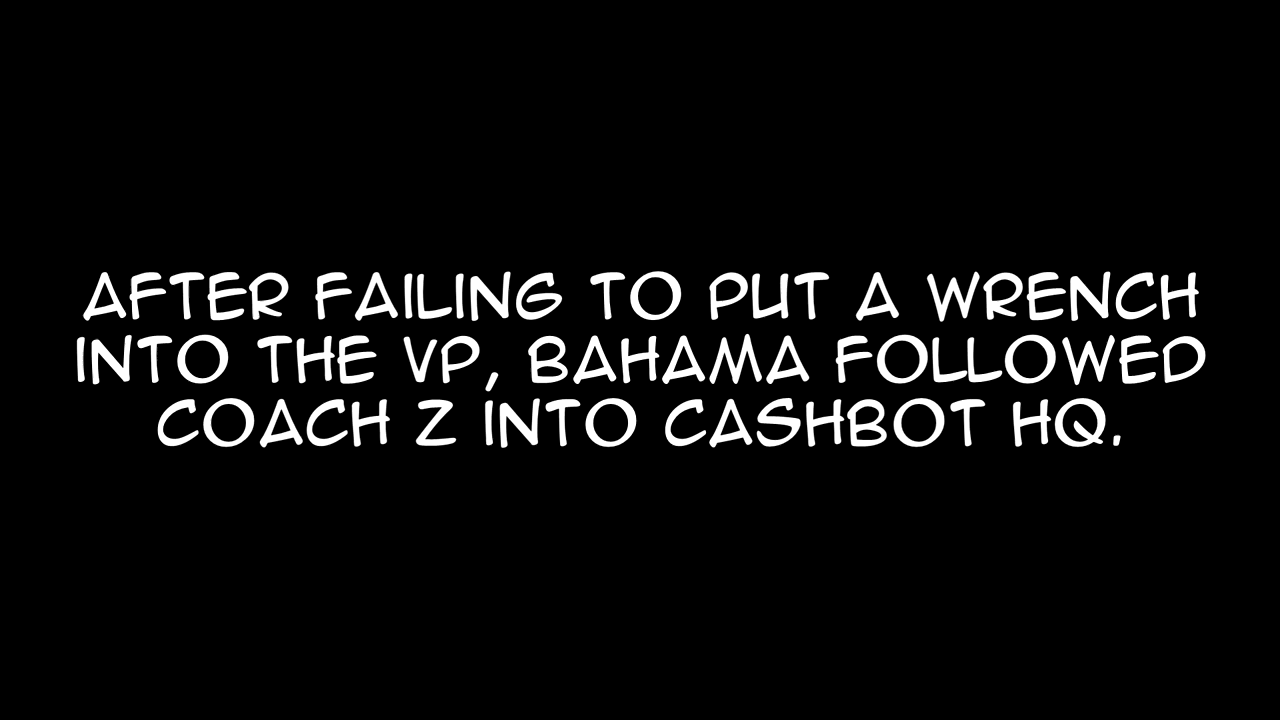 AFTER FAILING TO PUT A WRENCH
INTO THE VP, BAHAMA FOLLOWED
COACH Z INTO CASHBOT HQ.